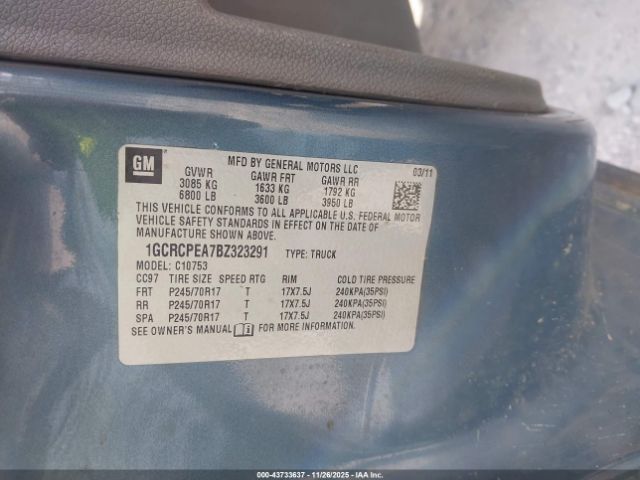 GM
MFD BY GENERAL MOTORS LLC
03/11
GVWR GAWR FRT GAWR RR
3085 KG 1633 KG 1792 KG
6800 LB 3600 LB 3950 LB
THIS VEHICLE CONFORMS TO ALL APPLICABLE U.S. FEDERAL MOTOR
VEHICLE SAFETY STANDARDS IN EFFECT ON THE DATE OF
MANUFACTURE SHOWN ABOVE.
1GCRCPEA7BZ323291 TYPE: TRUCK
MODEL: C10753
CC97 TIRE SIZE SPEED RTG RIM COLD TIRE PRESSURE
FRT P245/70R17 T 17X7.5J 240KPA(35PSI)
RR P245/70R17 T 17X7.5J 240KPA(35PSI)
SPA P245/70R17 T 17X7.5J 240KPA(35PSI)
SEE OWNER'S MANUAL FOR MORE INFORMATION.
000-43733637 - 11/26/2025 - IAAI.COM